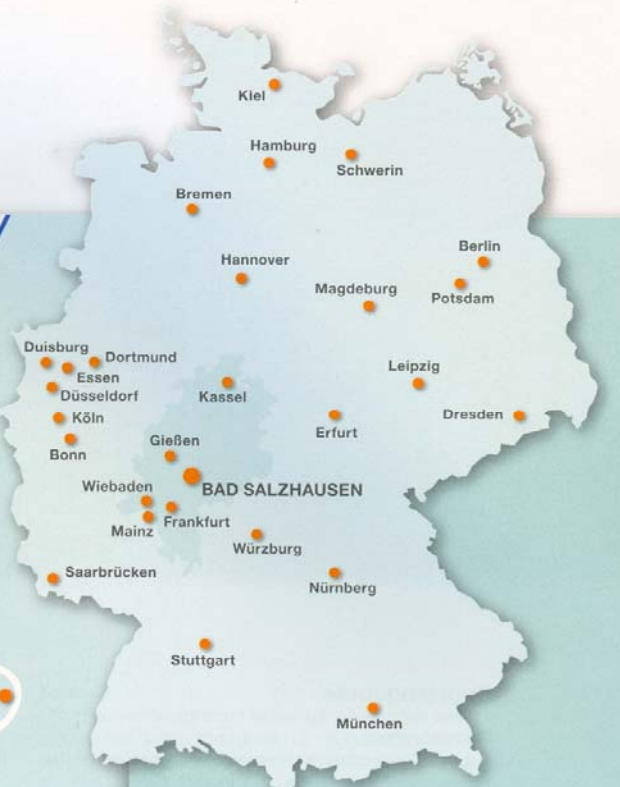 Kiel
Hamburg
Schwerin
Bremen
Berlin
Hannover
Magdeburg
Potsdam
Duisburg
Dortmund
Essen
Leipzig
Düsseldorf
Kassel
Köln
Dresden
Erfurt
Gießen
Bonn
Wiebaden
BAD SALZHAUSEN
Frankfurt
Mainz
Würzburg
Saarbrücken
Nürnberg
Stuttgart
München